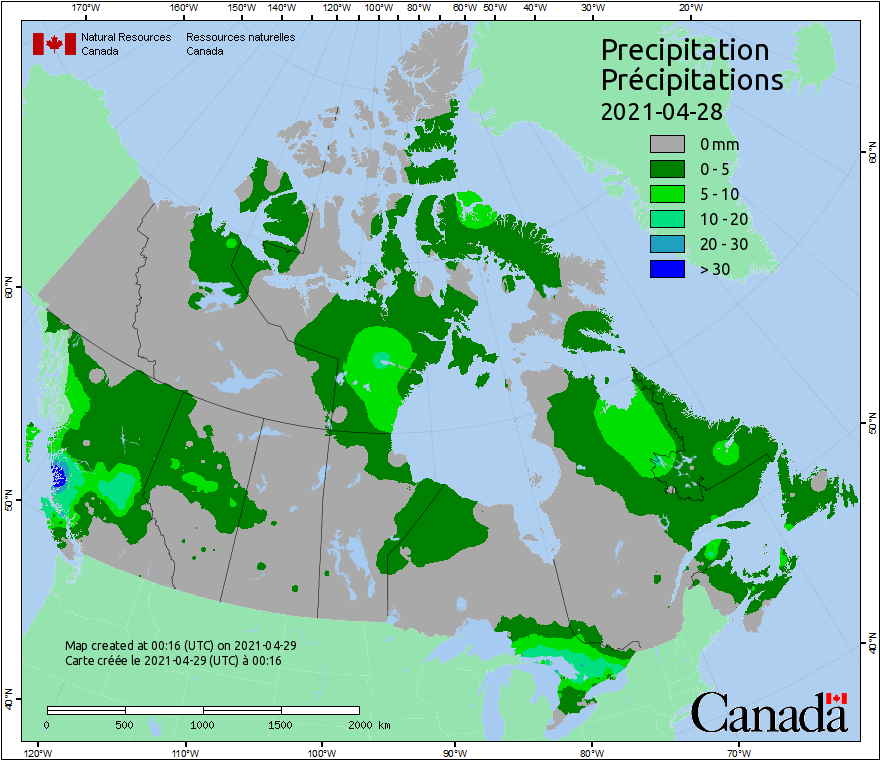 170°W 160°W 150°W 140°W 130°W 120°W 110°W 100°W 90°W 80°W 60°W 50°W 40°W 30°W 20°W
Natural Resources Canada
Ressources naturelles Canada
Precipitation
Précipitations
2021-04-28
0 mm
0 - 5
5 - 10
10 - 20
20 - 30
> 30
60°N
50°N
40°N
60°N
50°N
40°N
Map created at 00:16 (UTC) on 2021-04-29
Carte créée le 2021-04-29 (UTC) à 00:16
0 500 1000 1500 2000 km
Canada
120°W 110°W 100°W 90°W 80°W 70°W